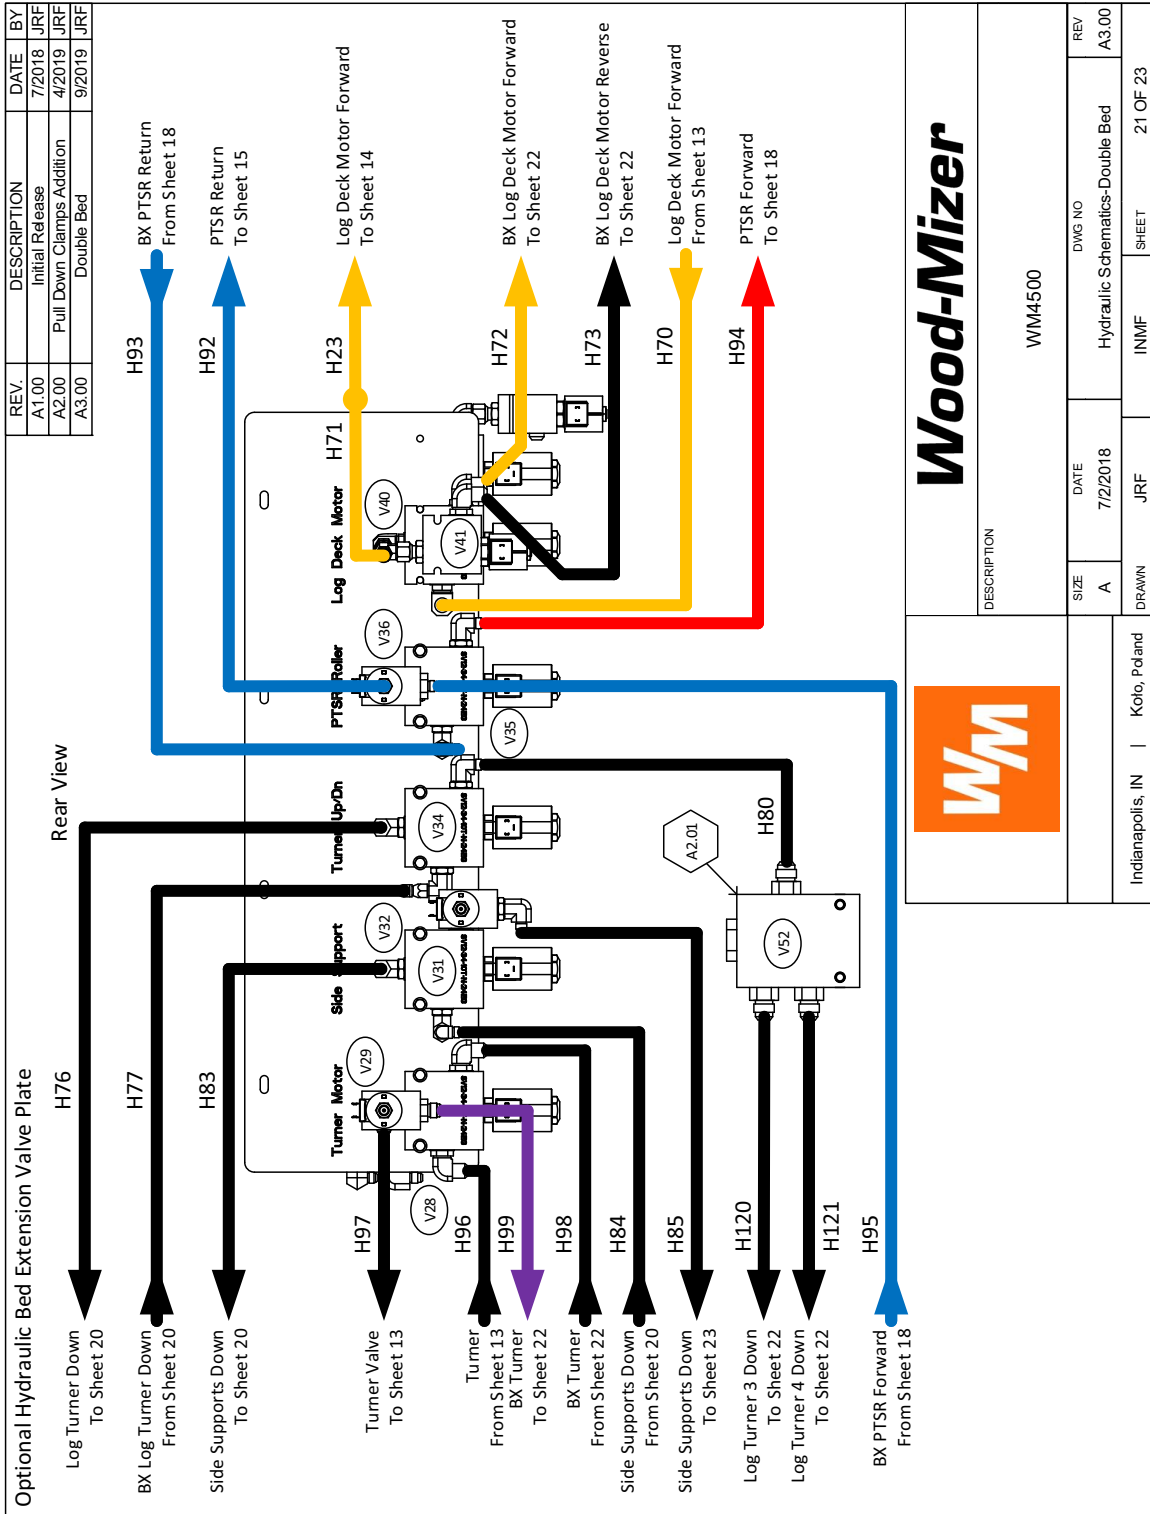 Optional Hydraulic Bed Extension Valve Plate
Rear View
REV.
DESCRIPTION
DATE
BY
A1.00
Initial Release
7/2018
JRF
A2.00
Pull Down Clamps Addition
4/2019
JRF
A3.00
Double Bed
9/2019
JRF
Log Turner Down
To Sheet 20
H76
BX Log Turner Down
From Sheet 20
H77
Side Supports Down
To Sheet 20
H83
Turner Valve
To Sheet 13
H97
Turner
From Sheet 13
H96
BX Turner
To Sheet 22
H99
BX Turner
From Sheet 22
H98
Side Supports Down
From Sheet 20
H84
Side Supports Down
To Sheet 23
H85
Log Turner 3 Down
To Sheet 22
H120
Log Turner 4 Down
To Sheet 22
H121
BX PTSR Forward
From Sheet 18
H95
H93
BX PTSR Return
From Sheet 18
H92
PTSR Return
To Sheet 15
H71
H23
Log Deck Motor Forward
To Sheet 14
H72
BX Log Deck Motor Forward
To Sheet 22
H73
BX Log Deck Motor Reverse
To Sheet 22
H70
Log Deck Motor Forward
From Sheet 13
H94
PTSR Forward
To Sheet 18
H80
Turner Motor
Side Support
Turner Up/Dn
PTSR Roller
Log Deck Motor
V28
V29
V31
V32
V34
V35
V36
V40
V41
V52
A2.01
WM
Wood-Mizer
Indianapolis, IN | Koło, Poland
DESCRIPTION
WM4500
SIZE
A
DATE
7/2/2018
DWG NO
Hydraulic Schematics-Double Bed
REV
A3.00
DRAWN
JRF
INMF
SHEET
21 OF 23